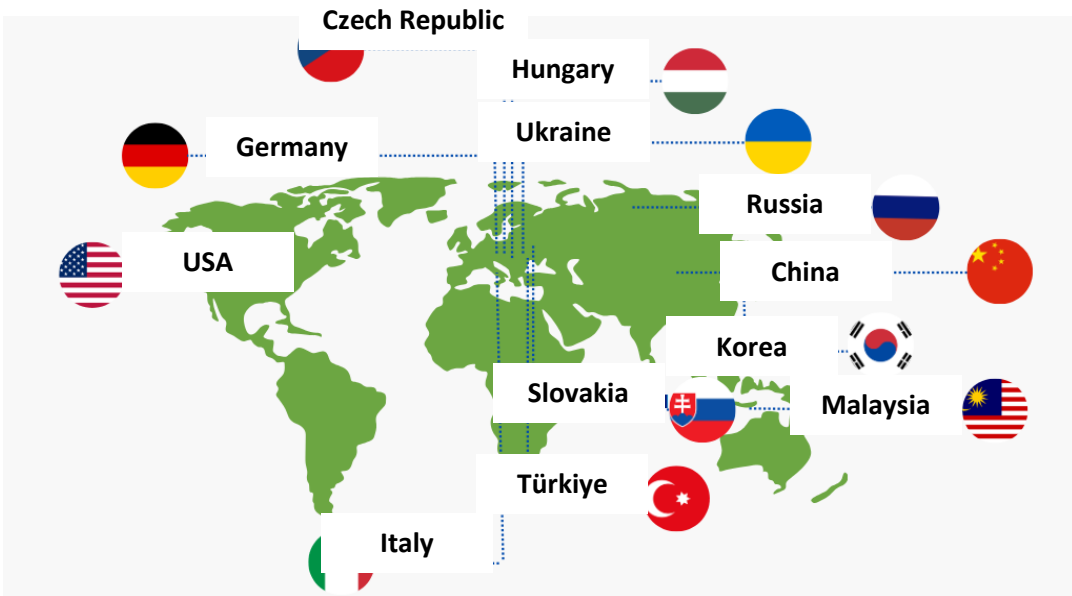 Czech Republic
Hungary
Ukraine
Germany
Russia
USA
China
Korea
Slovakia
Malaysia
Türkiye
Italy